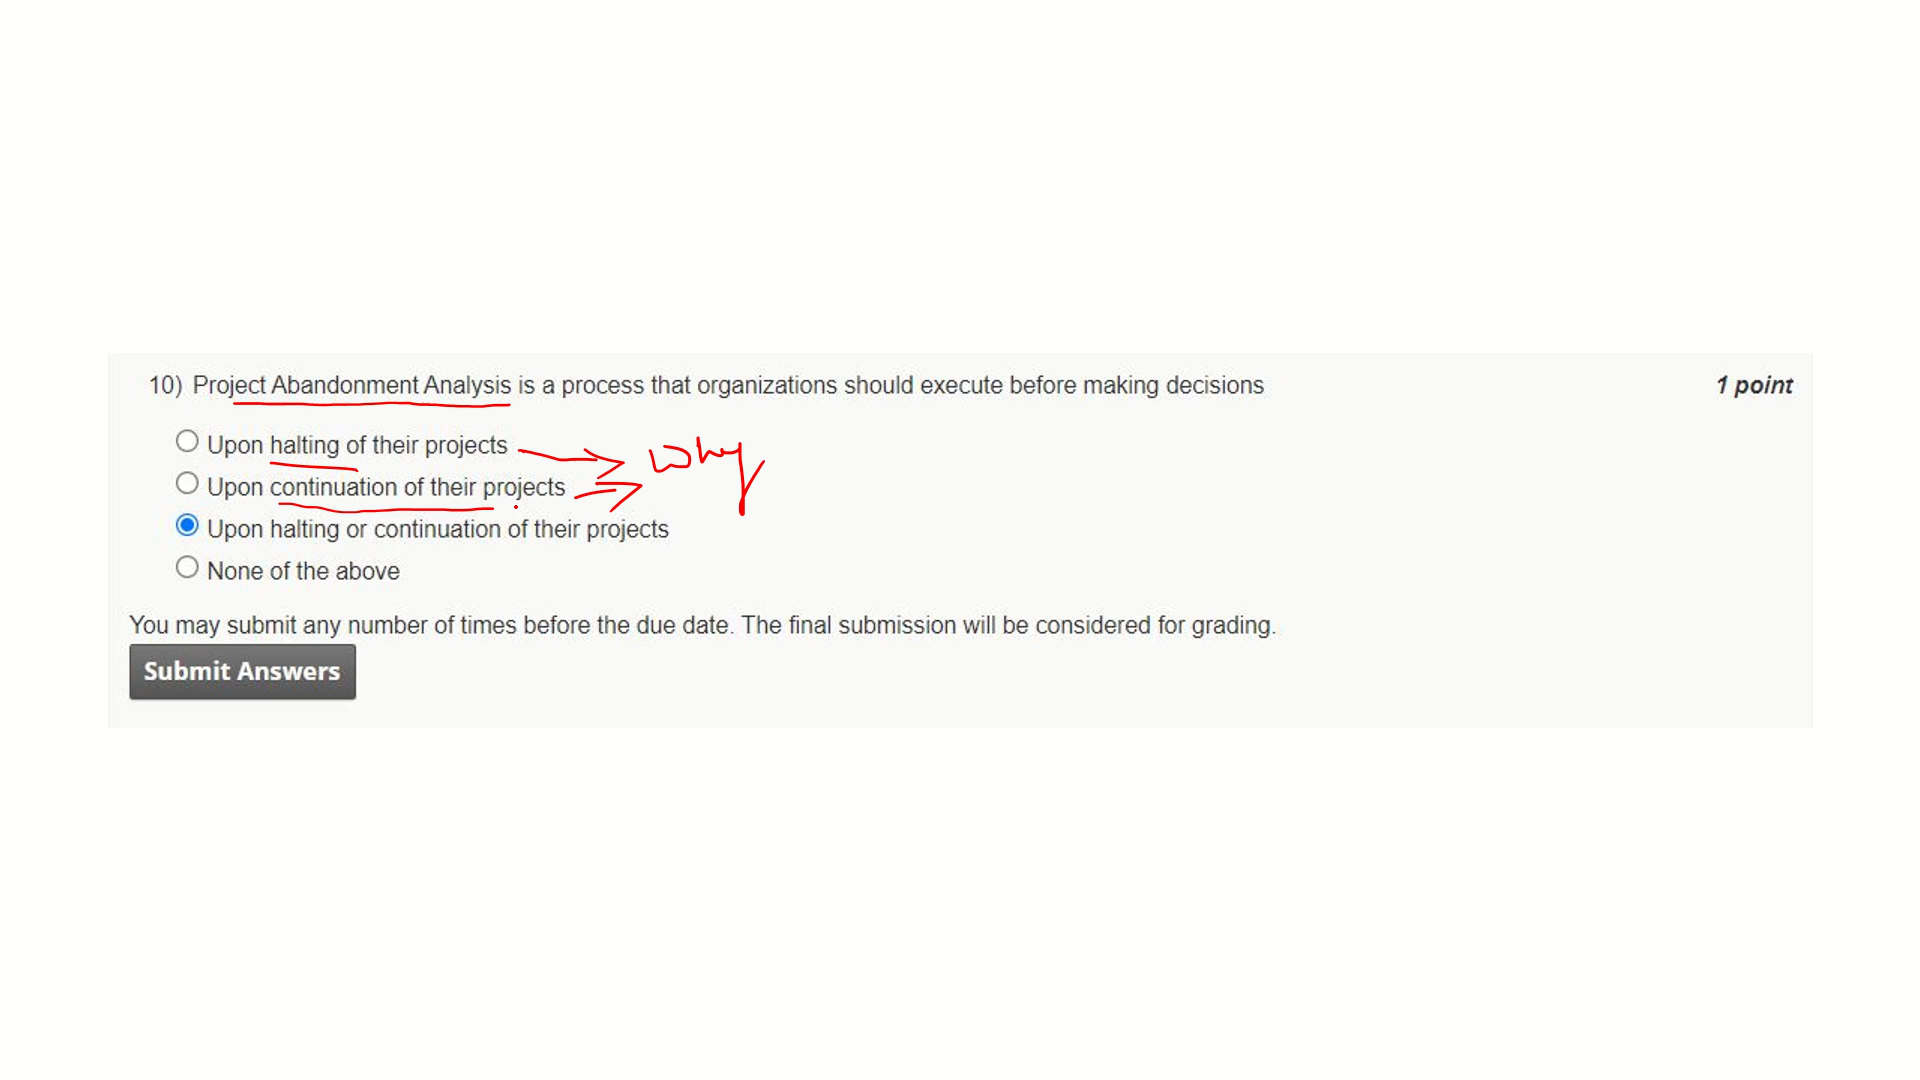 10) Project Abandonment Analysis is a process that organizations should execute before making decisions
1 point
Upon halting of their projects
why
Upon continuation of their projects
Upon halting or continuation of their projects
None of the above
You may submit any number of times before the due date. The final submission will be considered for grading.
Submit Answers